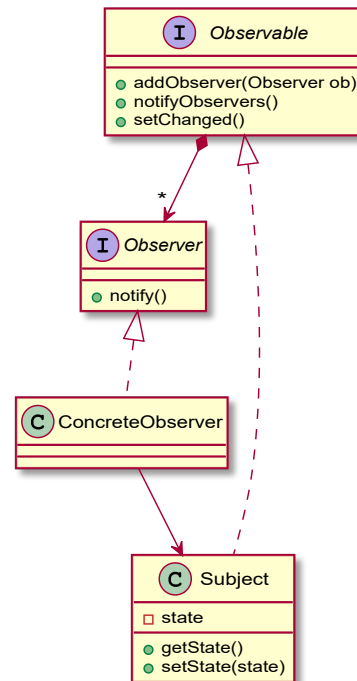 I Observable
addObserver(Observer ob)
notifyObservers()
setChanged()
*
I Observer
notify()
C ConcreteObserver
C Subject
state
getState()
setState(state)